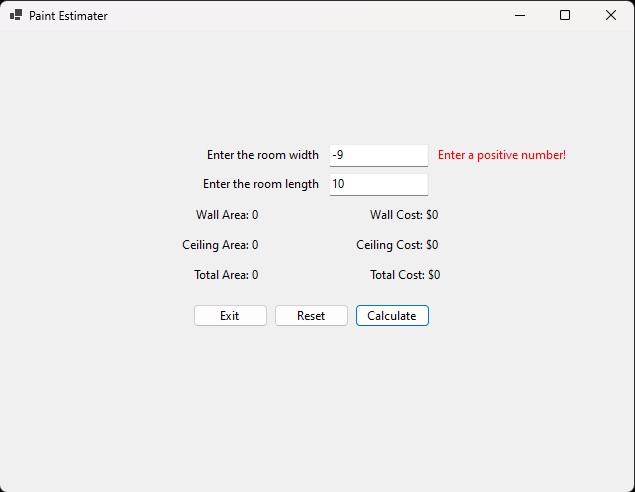 Paint Estimater
Enter the room width -9 Enter a positive number!
Enter the room length 10
Wall Area: 0 Wall Cost: $0
Ceiling Area: 0 Ceiling Cost: $0
Total Area: 0 Total Cost: $0
Exit Reset Calculate